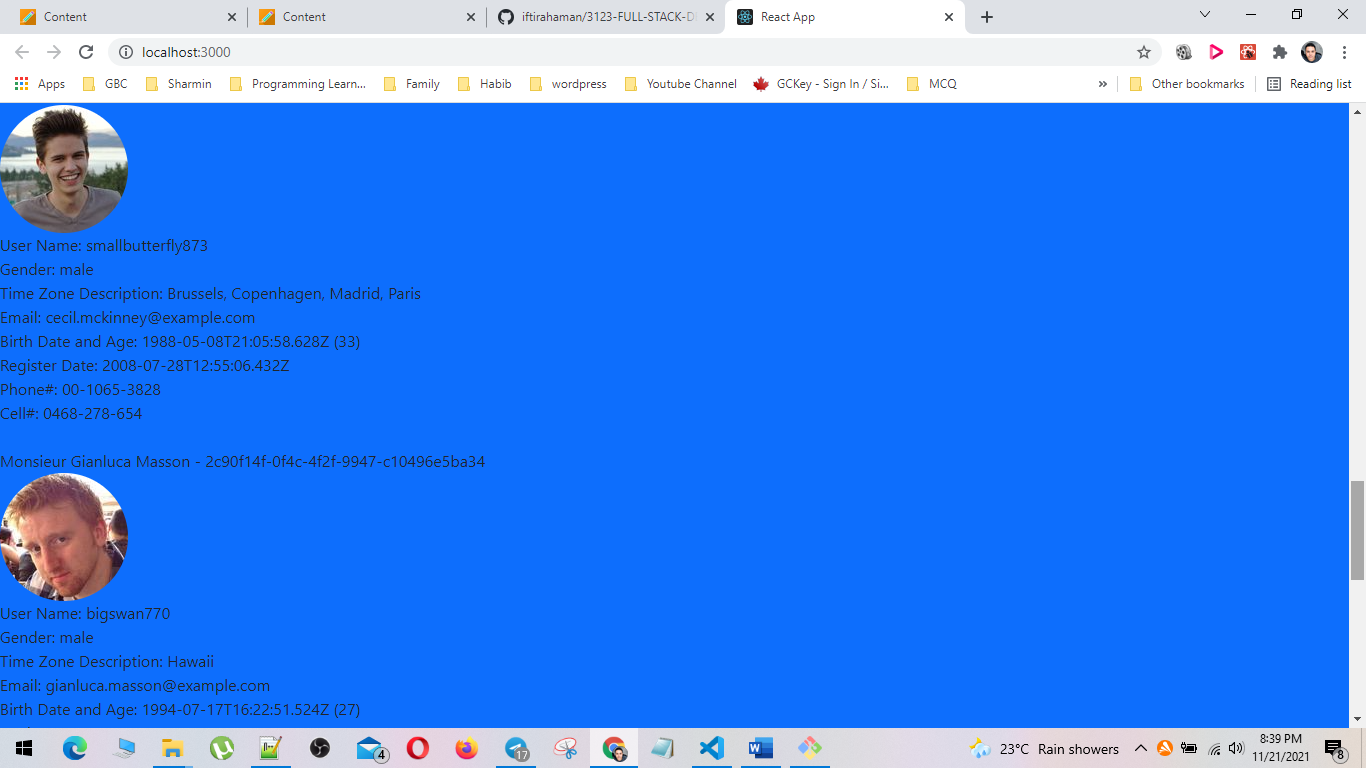 Content
Content
iftirahaman/3123-FULL-STACK-D
React App
localhost:3000
Apps
GBC
Sharmin
Programming Learn...
Family
Habib
wordpress
Youtube Channel
GCKey - Sign In / Si...
MCQ
»
Other bookmarks
Reading list
User Name: smallbutterfly873
Gender: male
Time Zone Description: Brussels, Copenhagen, Madrid, Paris
Email: cecil.mckinney@example.com
Birth Date and Age: 1988-05-08T21:05:58.628Z (33)
Register Date: 2008-07-28T12:55:06.432Z
Phone#: 00-1065-3828
Cell#: 0468-278-654
Monsieur Gianluca Masson - 2c90f14f-0f4c-4f2f-9947-c10496e5ba34
User Name: bigswan770
Gender: male
Time Zone Description: Hawaii
Email: gianluca.masson@example.com
Birth Date and Age: 1994-07-17T16:22:51.524Z (27)
4
17
23°C Rain showers
8:39 PM
11/21/2021
8